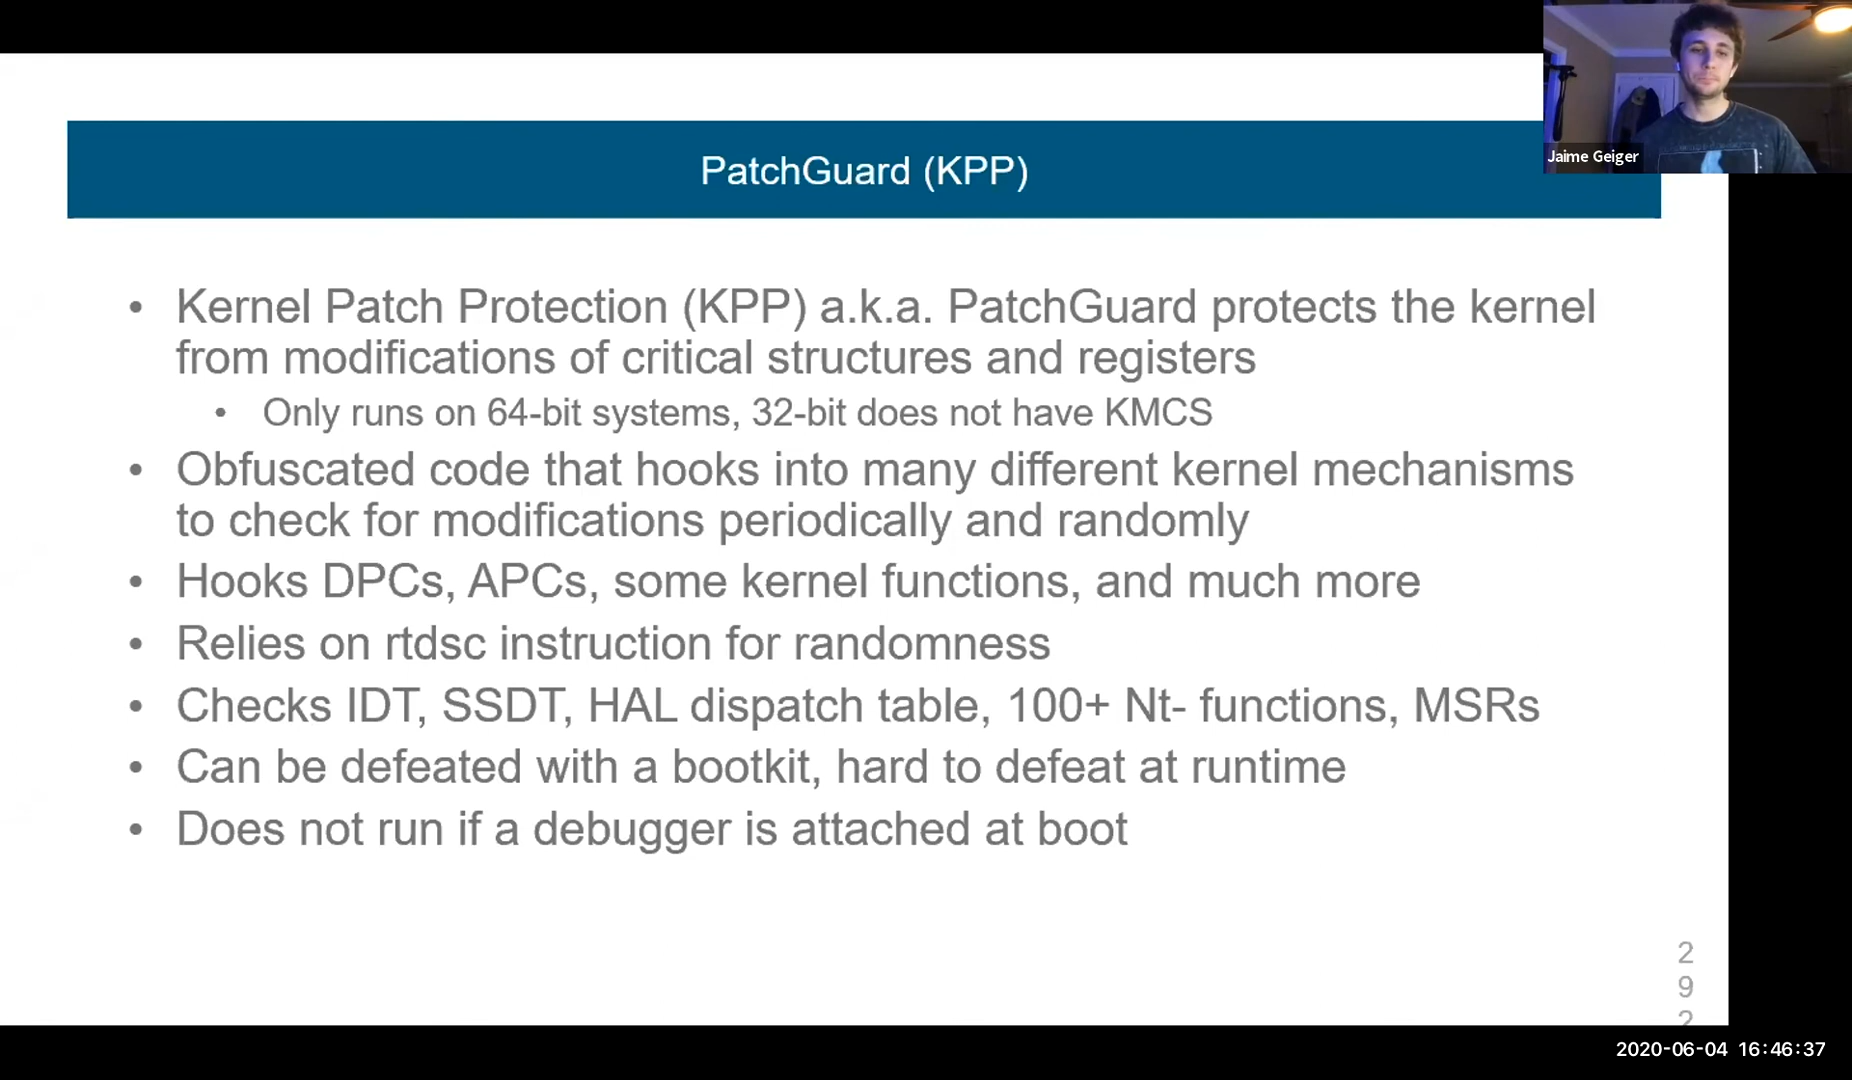 PatchGuard (KPP)
Jaime Geiger
• Kernel Patch Protection (KPP) a.k.a. PatchGuard protects the kernel
from modifications of critical structures and registers
• Only runs on 64-bit systems, 32-bit does not have KMCS
• Obfuscated code that hooks into many different kernel mechanisms
to check for modifications periodically and randomly
• Hooks DPCs, APCs, some kernel functions, and much more
• Relies on rtdsc instruction for randomness
• Checks IDT, SSDT, HAL dispatch table, 100+ Nt- functions, MSRs
• Can be defeated with a bootkit, hard to defeat at runtime
• Does not run if a debugger is attached at boot
2
9
2
2020-06-04 16:46:37